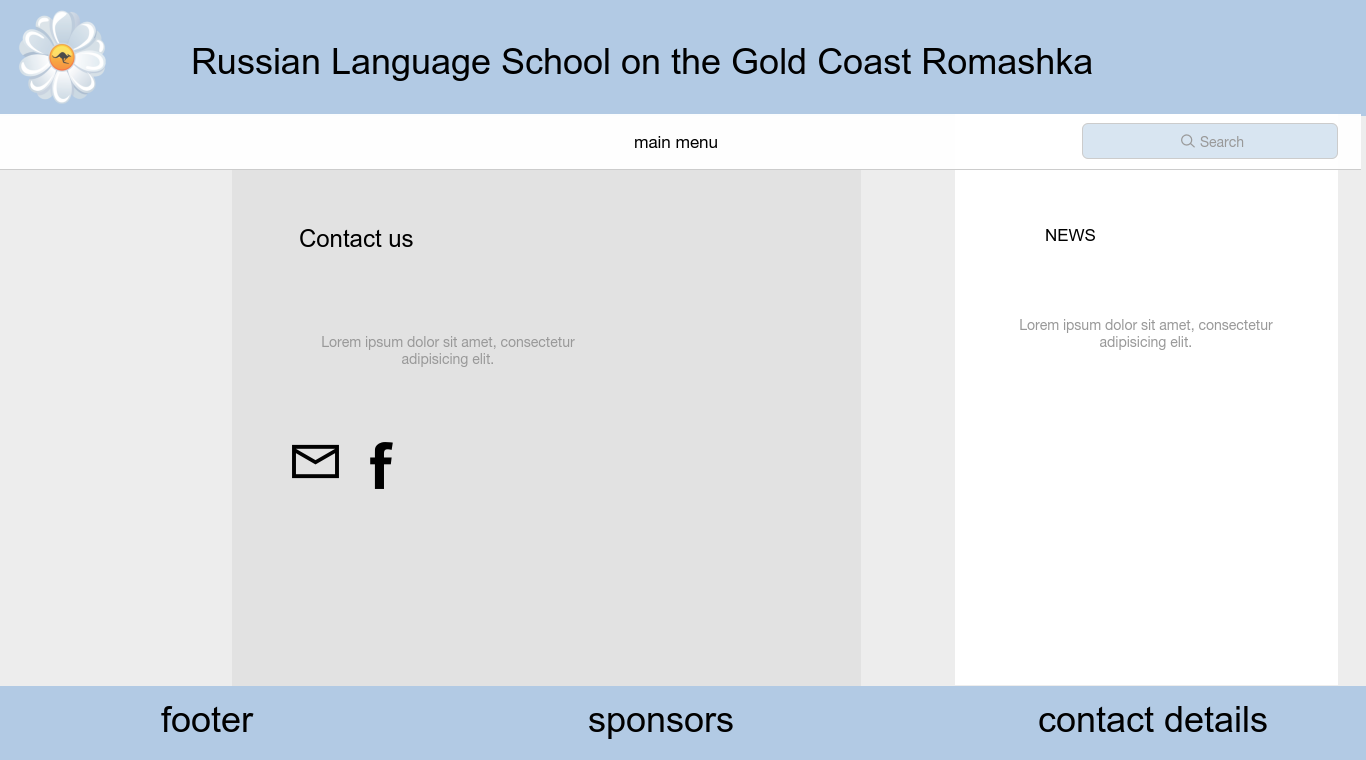 Russian Language School on the Gold Coast Romashka
main menu
Search
Contact us
Lorem ipsum dolor sit amet, consectetur
adipisicing elit.
NEWS
Lorem ipsum dolor sit amet, consectetur
adipisicing elit.
footer
sponsors
contact details